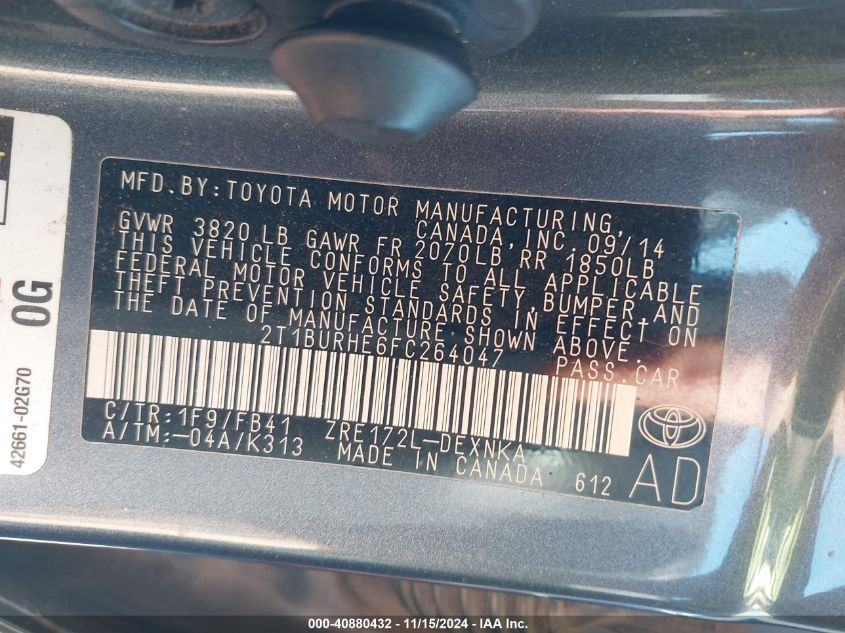 MFD.BY:TOYOTA MOTOR MANUFACTURING,
CANADA,INC. 09/14
GVWR 3820 LB GAWR FR 2070LB RR 1850LB
THIS VEHICLE CONFORMS TO ALL APPLICABLE
FEDERAL MOTOR VEHICLE SAFETY,BUMPER,AND
THEFT PREVENTION STANDARDS IN EFFECT ON
THE DATE OF MANUFACTURE SHOWN ABOVE.
2T1BURHE6FC264047 PASS.CAR
C/TR:1F9/FB41 ZRE172L-DEXNKA
A/TM:-04A/K313 MADE IN CANADA 612
AD
0G
42661-02G70
000-40880432 - 11/15/2024 - IAA Inc.